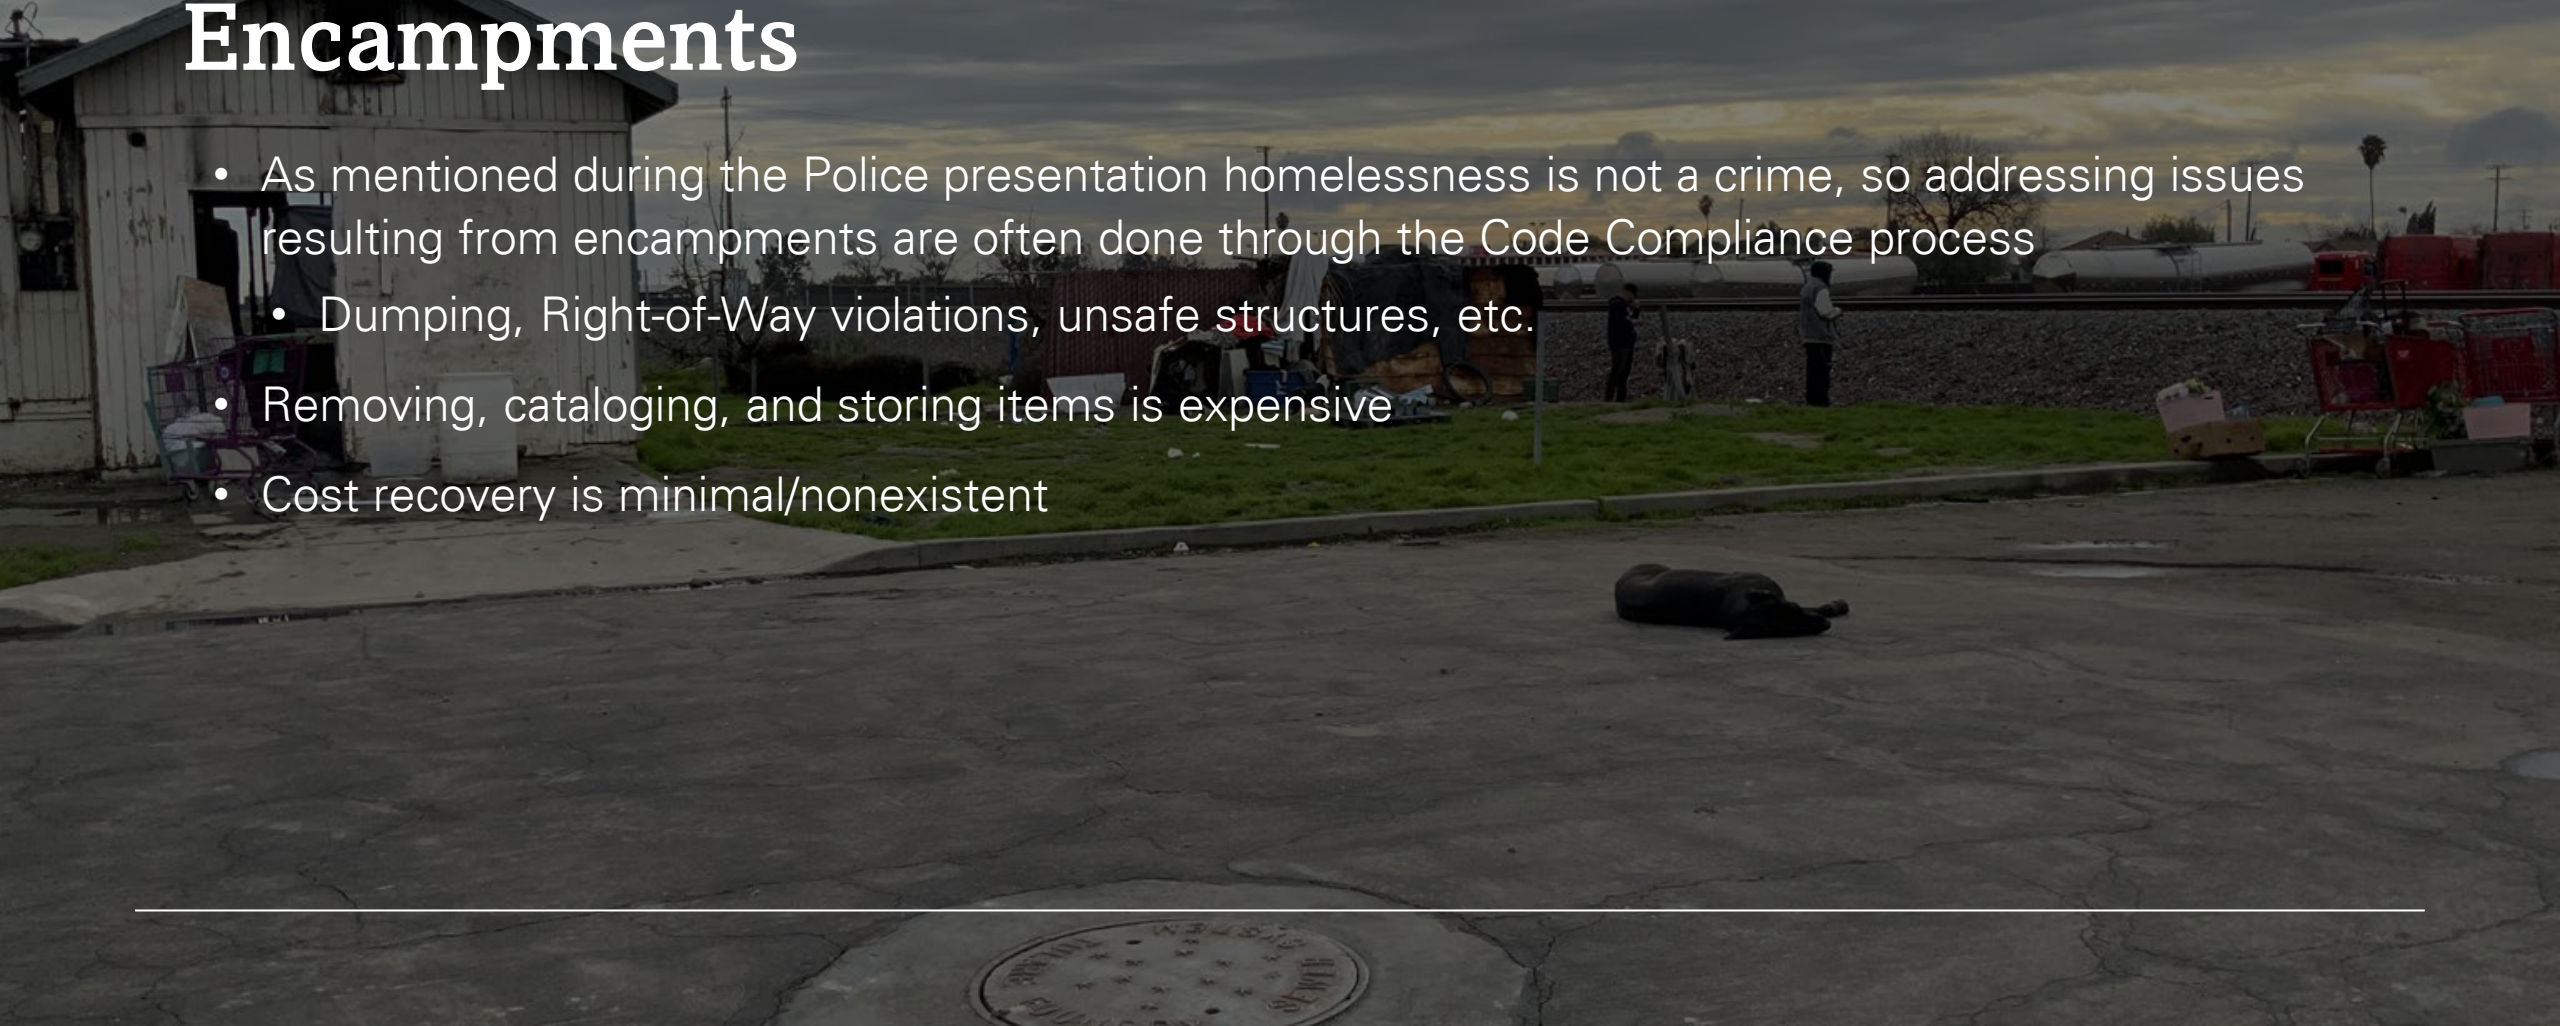 Encampments
• As mentioned during the Police presentation homelessness is not a crime, so addressing issues
resulting from encampments are often done through the Code Compliance process
• Dumping, Right-of-Way violations, unsafe structures, etc.
• Removing, cataloging, and storing items is expensive
• Cost recovery is minimal/nonexistent
SYSTEM
SEWER